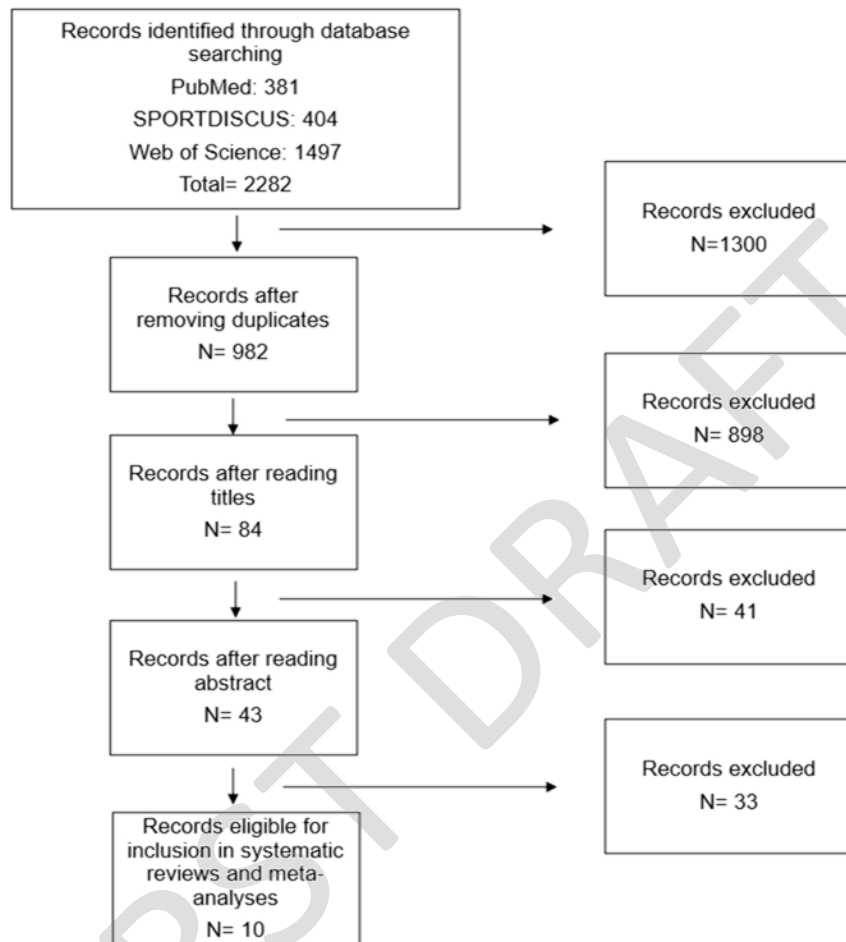 Records identified through database
searching
PubMed: 381
SPORTDISCUS: 404
Web of Science: 1497
Total= 2282
Records excluded
N=1300
Records after
removing duplicates
N= 982
Records excluded
N= 898
Records after reading
titles
N= 84
Records excluded
N= 41
Records after reading
abstract
N= 43
Records excluded
N= 33
Records eligible for
inclusion in systematic
reviews and meta-
analyses
N= 10
RST DRAFT